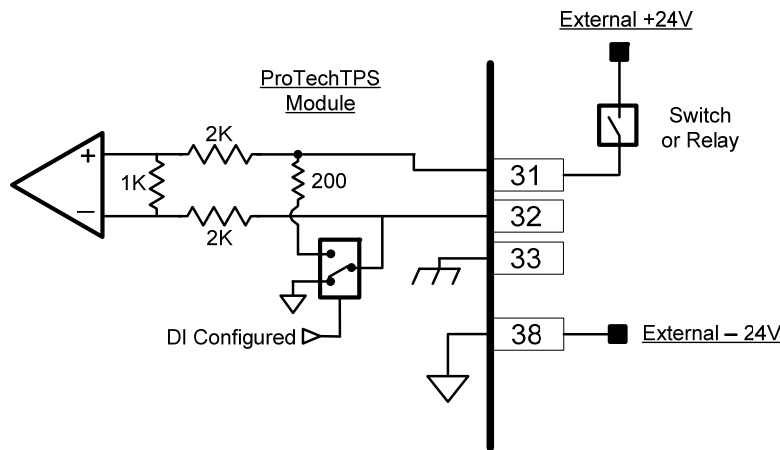 External +24V
ProTechTPS
Module
Switch
or Relay
2K
+
1K
200
31
–
2K
32
33
DI Configured
38
External – 24V